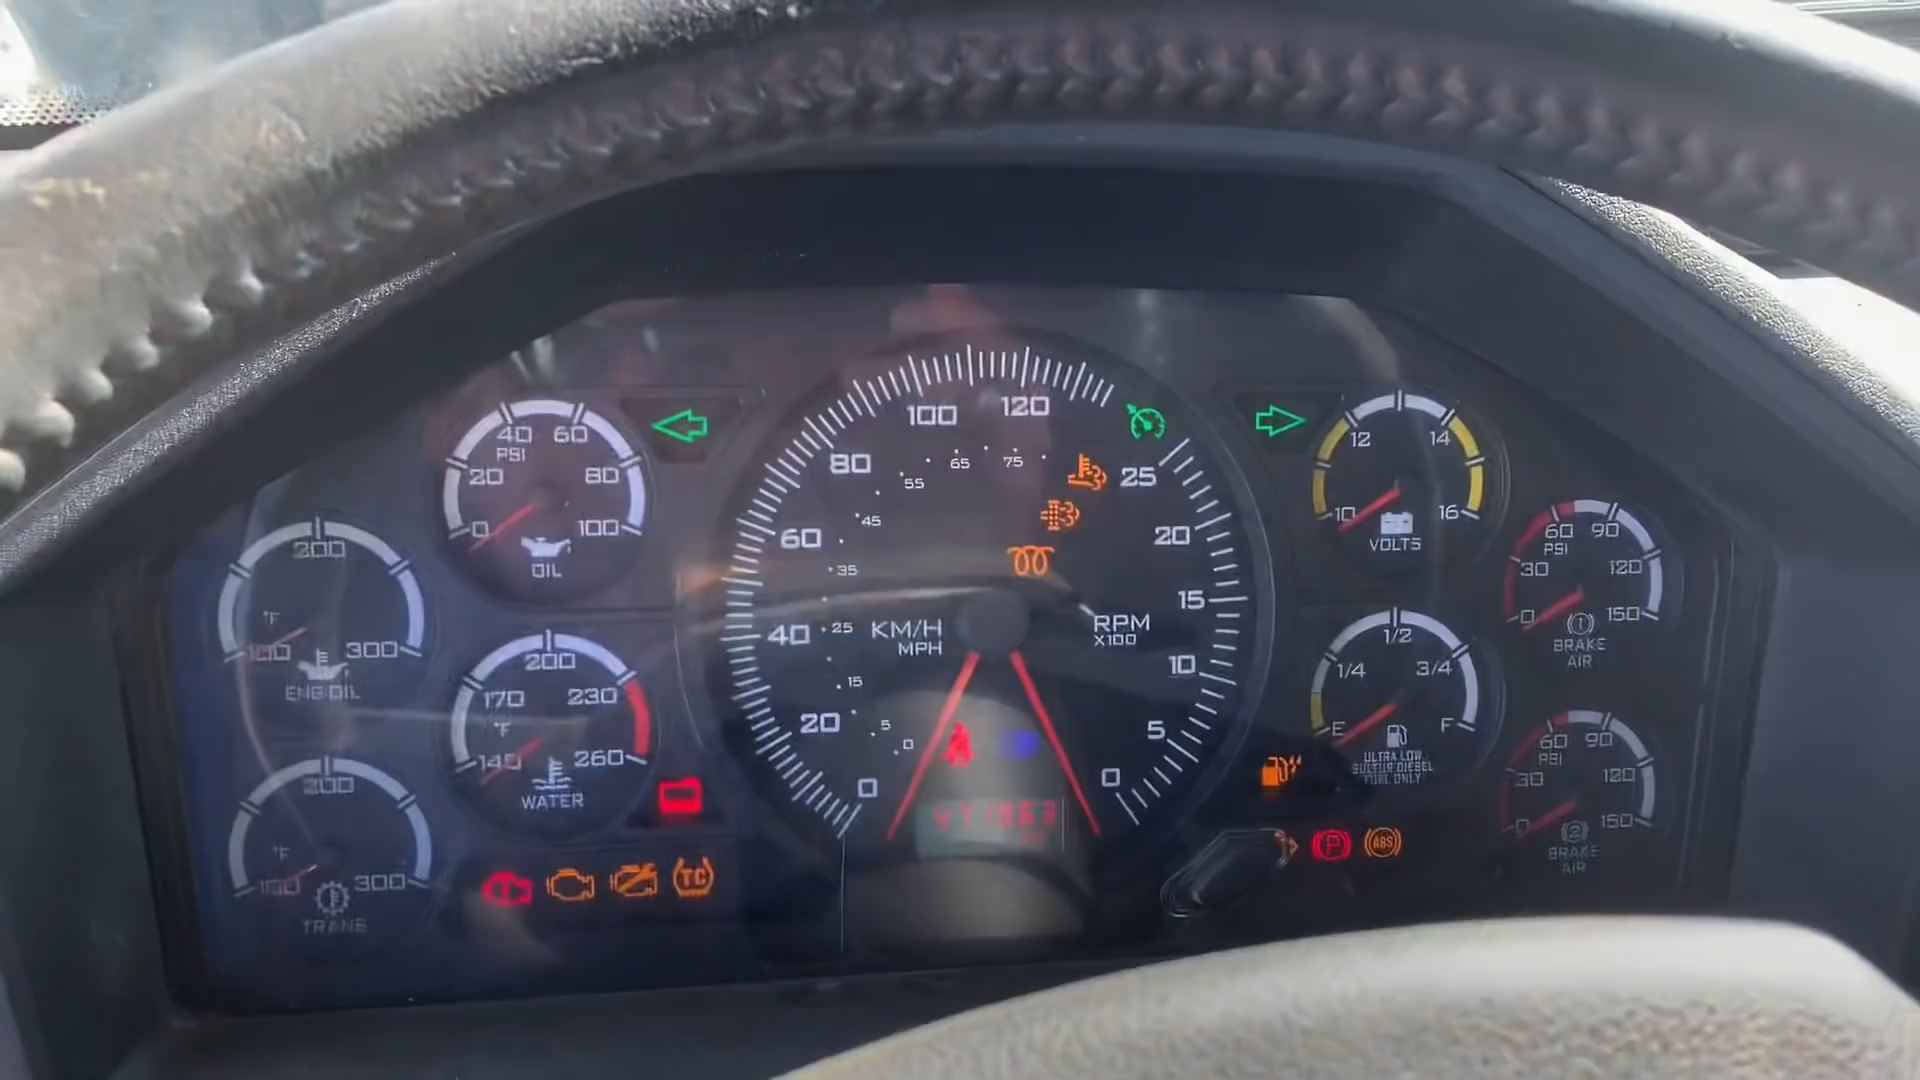 40 60
PSI
20 80
0 100
OIL
200
°F
100 300
ENG OIL
200
170 230
°F
140 260
WATER
200
°F
100 300
TRANS
TC
100 120
80
60
40
20
0
65 75
55
45
35
25
15
5
0
KM/H
MPH
25
20
15
10
5
0
RPM
X100
12 14
10 16
VOLTS
1/2
1/4 3/4
E F
ULTRA LOW
SULFUR DIESEL
FUEL ONLY
P ABS
60 90
PSI
30 120
0 150
1
BRAKE
AIR
60 90
PSI
30 120
0 150
2
BRAKE
AIR